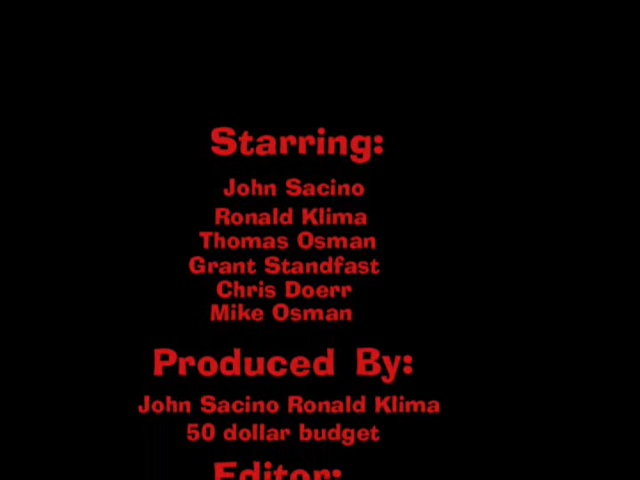 Starring:
John Sacino
Ronald Klima
Thomas Osman
Grant Standfast
Chris Doerr
Mike Osman
Produced By:
John Sacino Ronald Klima
50 dollar budget
Editor: